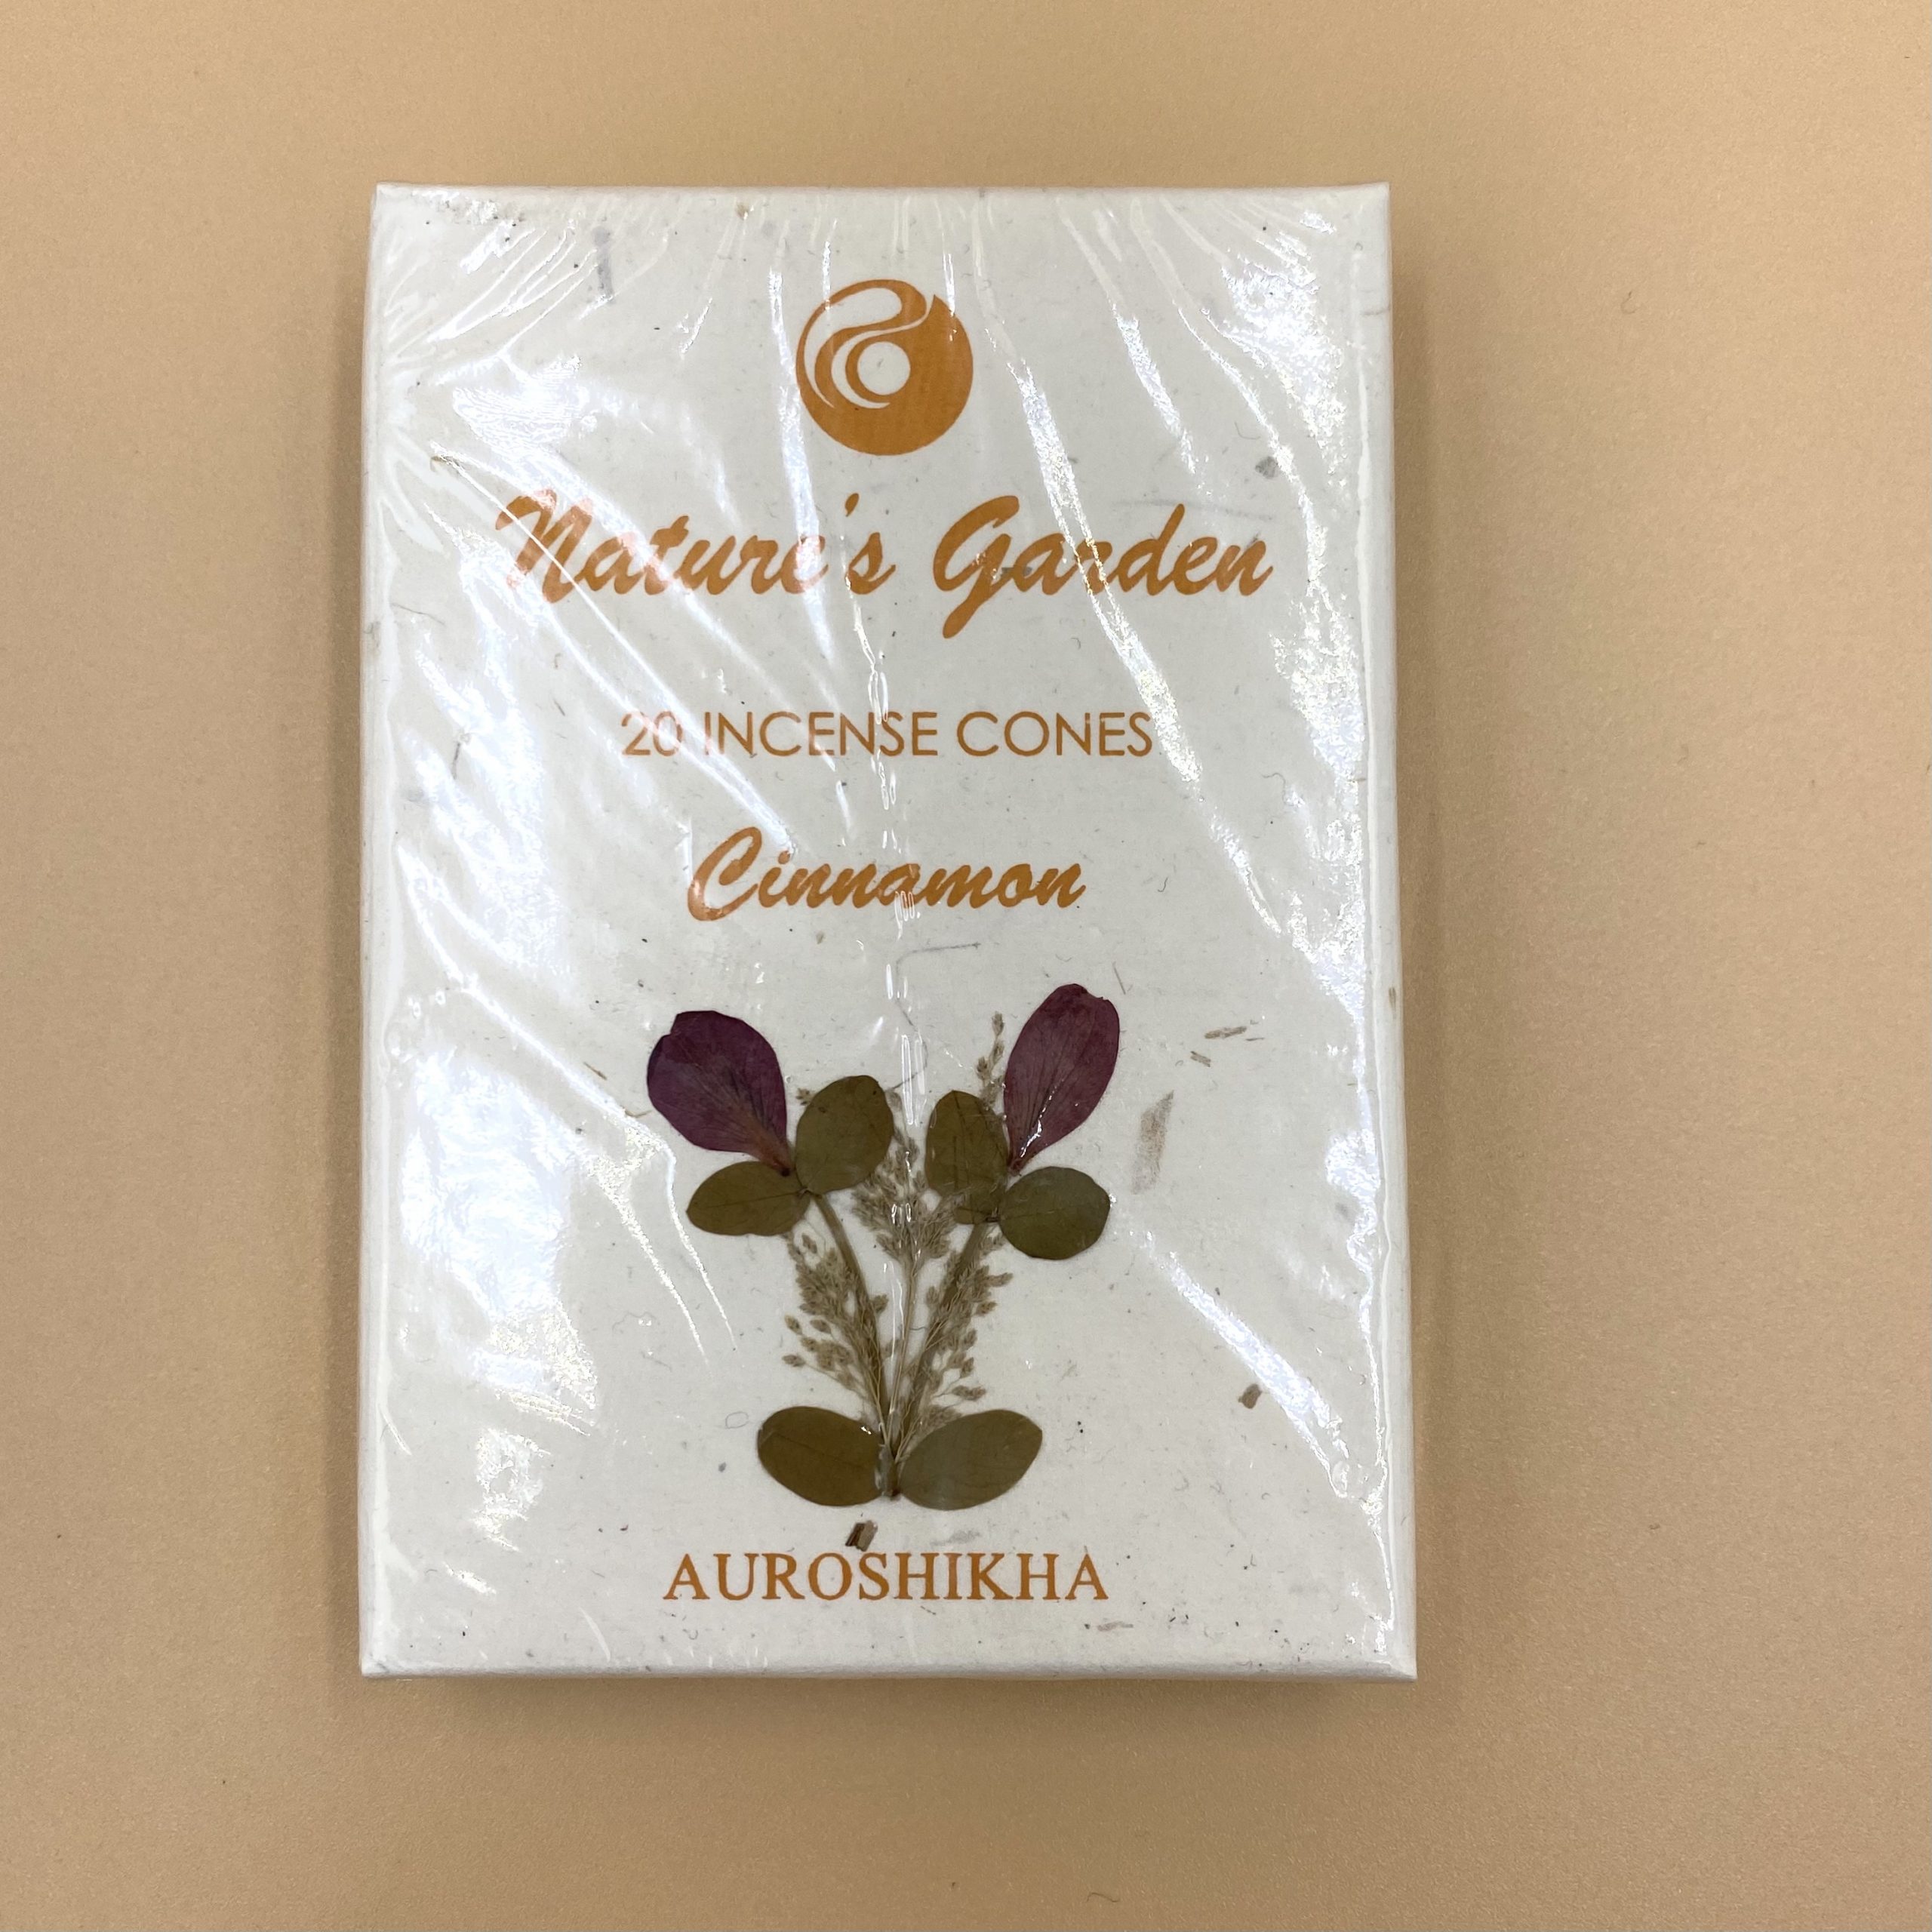 Nature's Garden
20 INCENSE CONES
Cinnamon
AUROSHIKHA